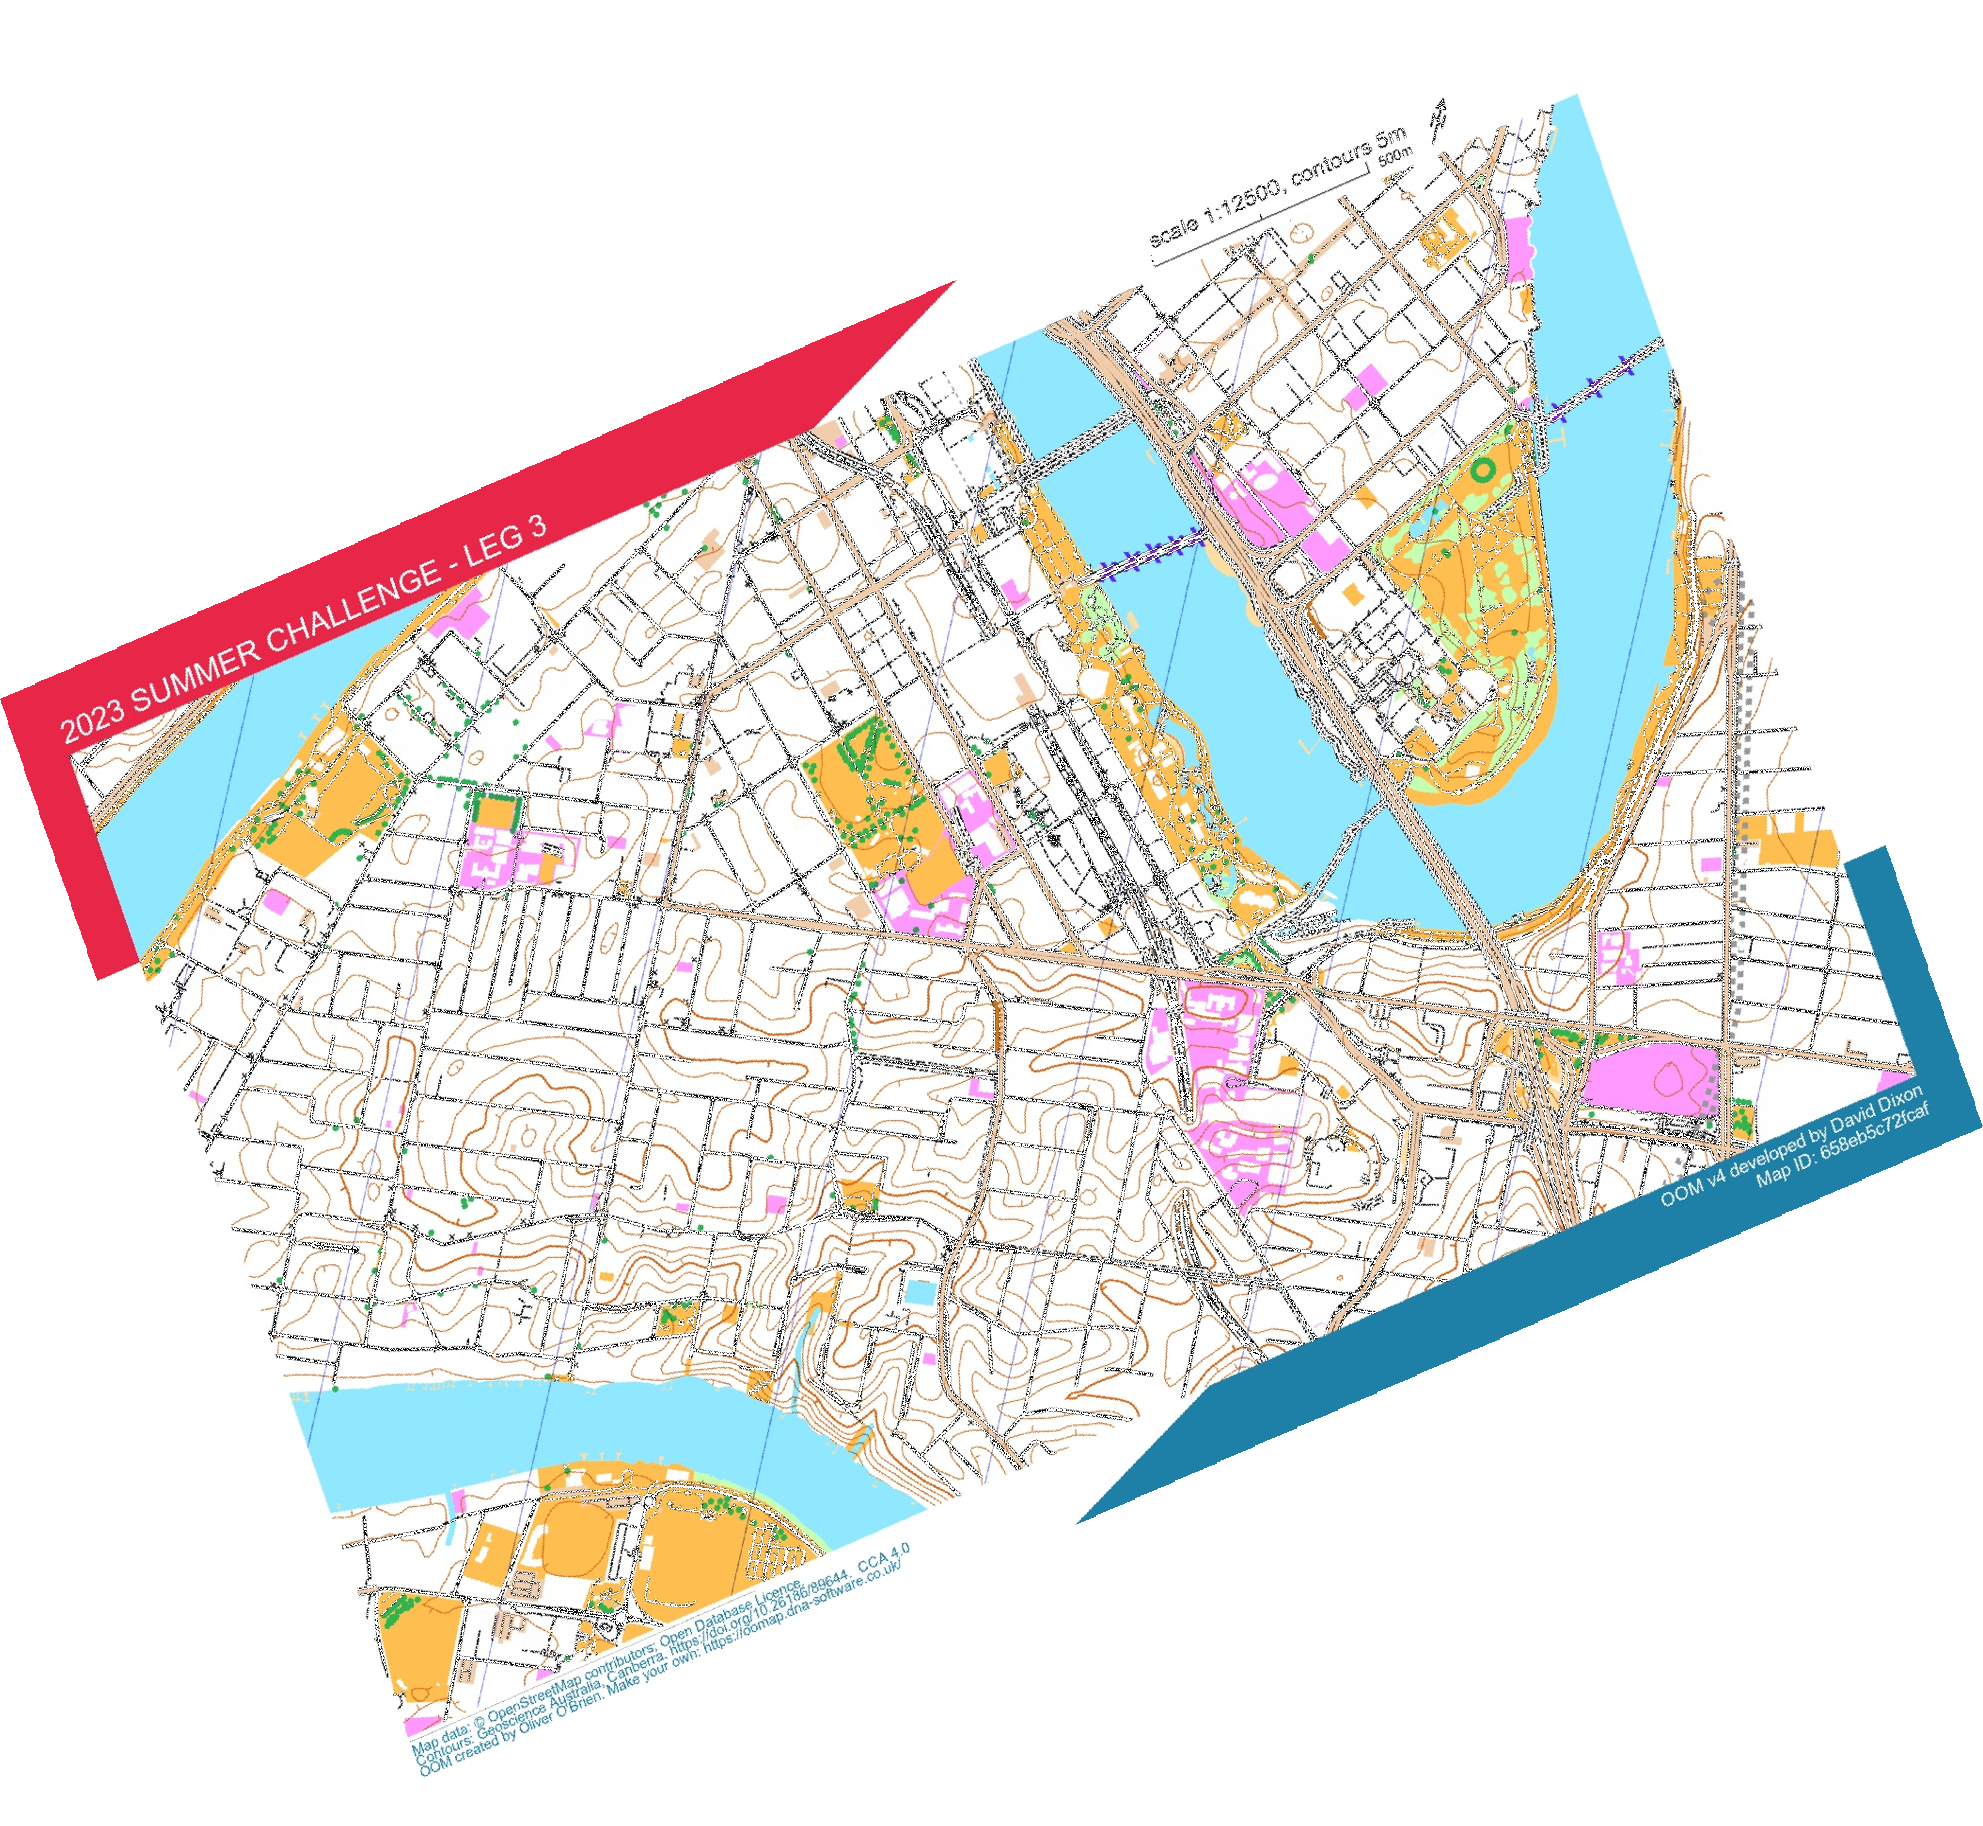 scale 1:12500, contours 5m
500m
2023 SUMMER CHALLENGE - LEG 3
OOM v4 developed by David Dixon
Map ID: 658eb5c72fcaf
Map data: © OpenStreetMap contributors, Open Database Licence.
Contours: Geoscience Australia, Canberra, https://doi.org/10.26186/89644. CCA 4.0
OOM created by Oliver O'Brien. Make your own: https://oomap.dna-software.co.uk/